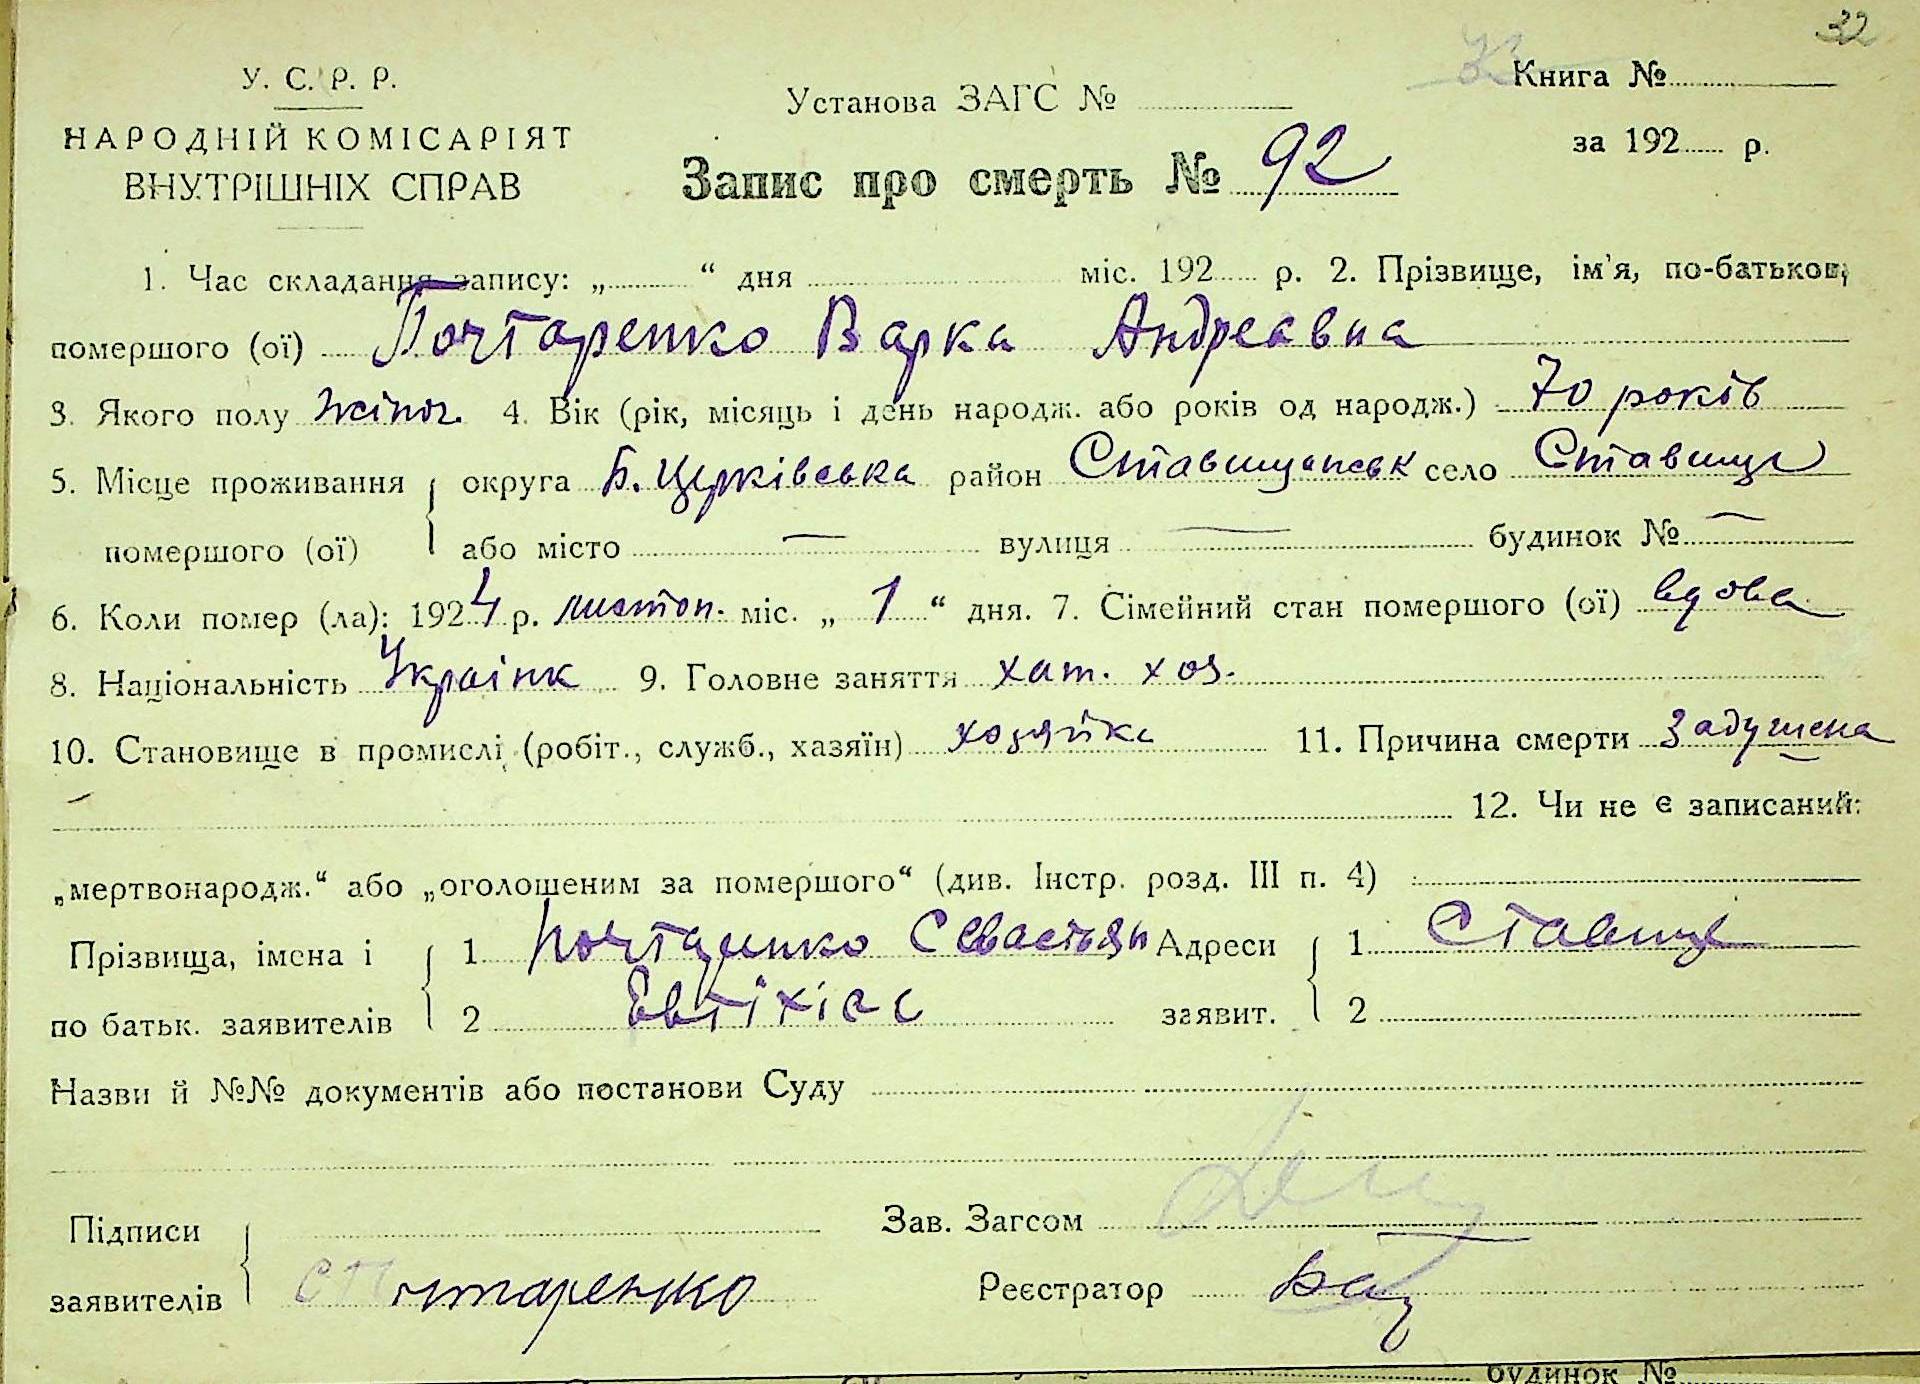 32
У. С. Р. Р.
НАРОДНІЙ КОМІСАРІЯТ
ВНУТРІШНІХ СПРАВ
Установа ЗАГС №
Книга №
за 192 р.
Запис про смерть № 92
1. Час складання запису: „ “ дня міс. 192 р. 2. Прізвище, ім'я, по-батькові
помершого (ої) Почтаренко Варка Андреавна
3. Якого полу жіноч. 4. Вік (рік, місяць і день народж. або років од народж.) 70 років
5. Місце проживання помершого (ої) округа Б. Церківська район Ставищанськ село Ставище
або місто — вулиця — будинок № —
6. Коли помер (ла): 1924 р. листоп. міс. „ 1 “ дня. 7. Сімейний стан помершого (ої) вдова
8. Національність Українк 9. Головне заняття хат. хоз.
10. Становище в промислі (робіт., служб., хазяїн) хозяйка 11. Причина смерти Задушена
12. Чи не є записаний:
„мертвонародж.“ або „оголошеним за помершого“ (див. Інстр. розд. III п. 4)
Прізвища, імена і по батьк. заявителів 1 Почтаренко Севастьян Адреси заявит. 1 Ставище
2 Евтіхієв 2
Назви й №№ документів або постанови Суду
Підписи заявителів
Зав. Загсом
С Почтаренко Реєстратор
будинок №